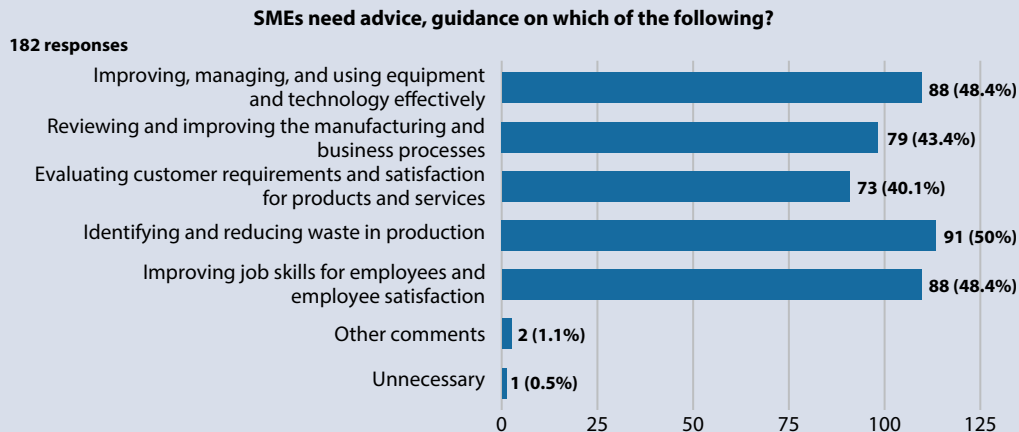 SMEs need advice, guidance on which of the following?
182 responses
Improving, managing, and using equipment
and technology effectively
88 (48.4%)
Reviewing and improving the manufacturing and
business processes
79 (43.4%)
Evaluating customer requirements and satisfaction
for products and services
73 (40.1%)
Identifying and reducing waste in production
91 (50%)
Improving job skills for employees and
employee satisfaction
88 (48.4%)
Other comments
2 (1.1%)
Unnecessary
1 (0.5%)
0 25 50 75 100 125